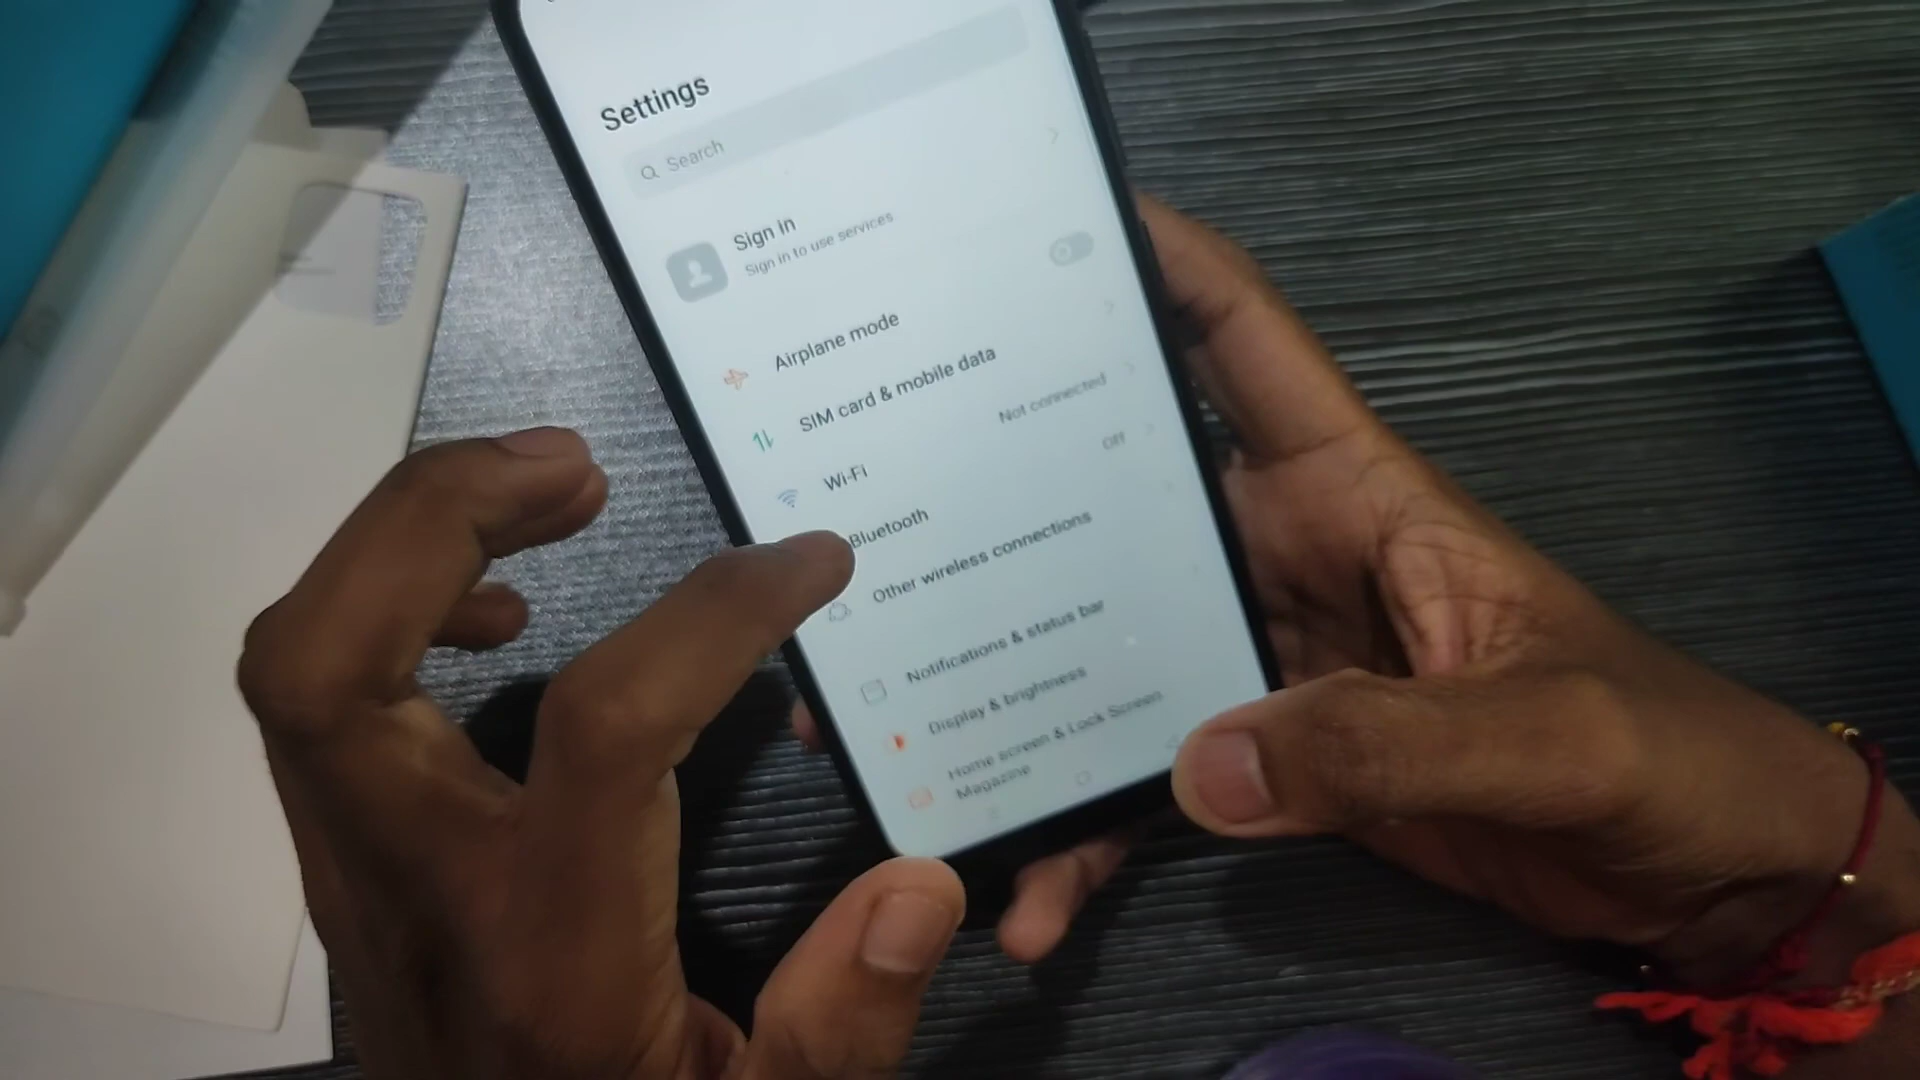 Settings
Search
Sign in
Sign in to use services
Airplane mode
SIM card & mobile data
Wi-Fi
Not connected
Bluetooth
Off
Other wireless connections
Notifications & status bar
Display & brightness
Home screen & Lock Screen
Magazine